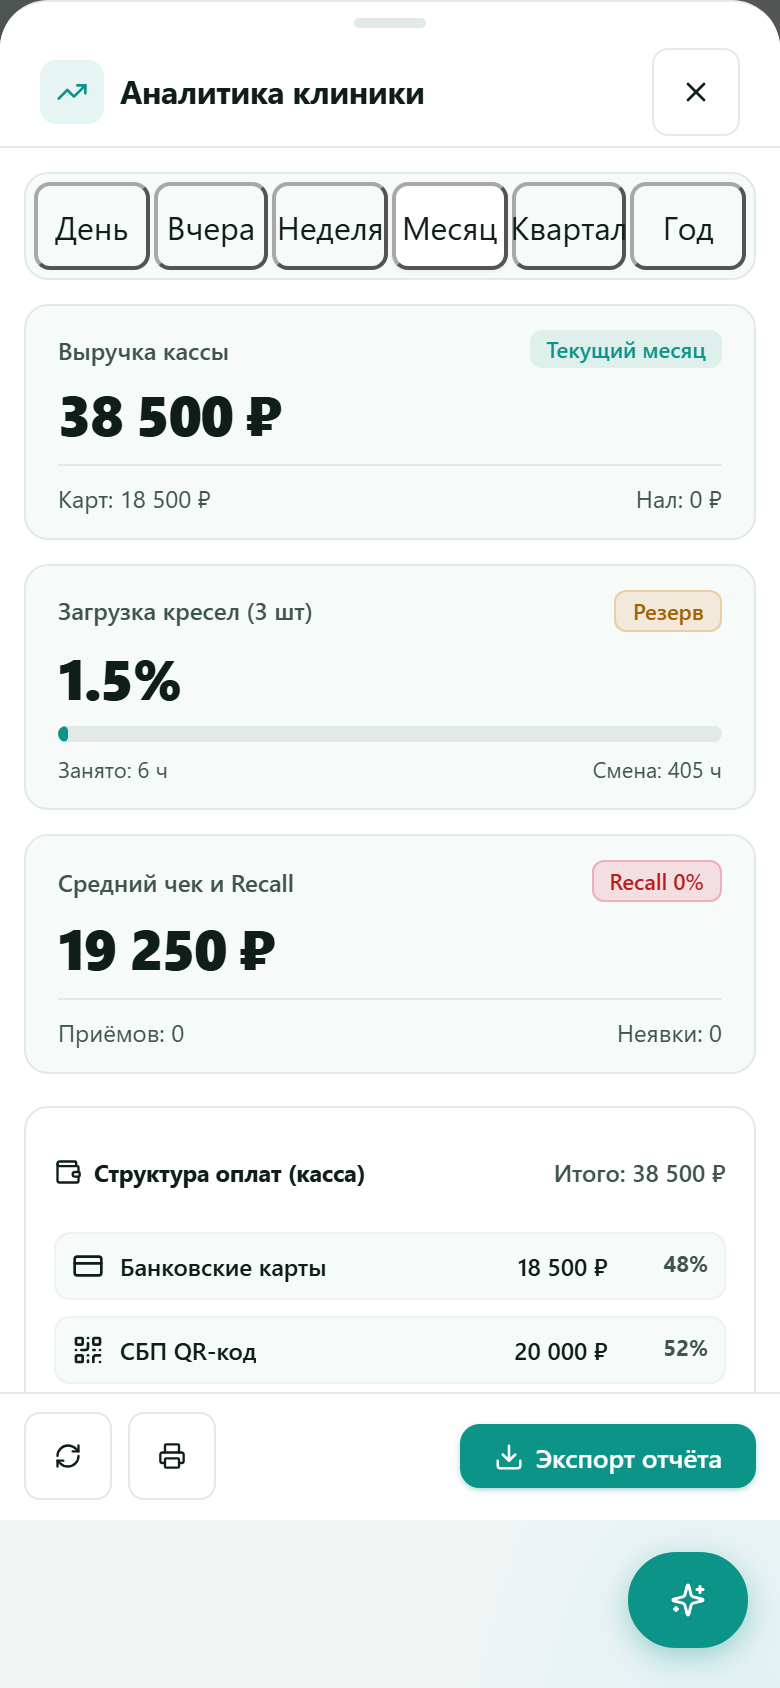 Аналитика клиники
День Вчера Неделя Месяц Квартал Год
Выручка кассы Текущий месяц
38 500 ₽
Карт: 18 500 ₽ Нал: 0 ₽
Загрузка кресел (3 шт) Резерв
1.5%
Занято: 6 ч Смена: 405 ч
Средний чек и Recall Recall 0%
19 250 ₽
Приёмов: 0 Неявки: 0
Структура оплат (касса) Итого: 38 500 ₽
Банковские карты 18 500 ₽ 48%
СБП QR-код 20 000 ₽ 52%
Экспорт отчёта